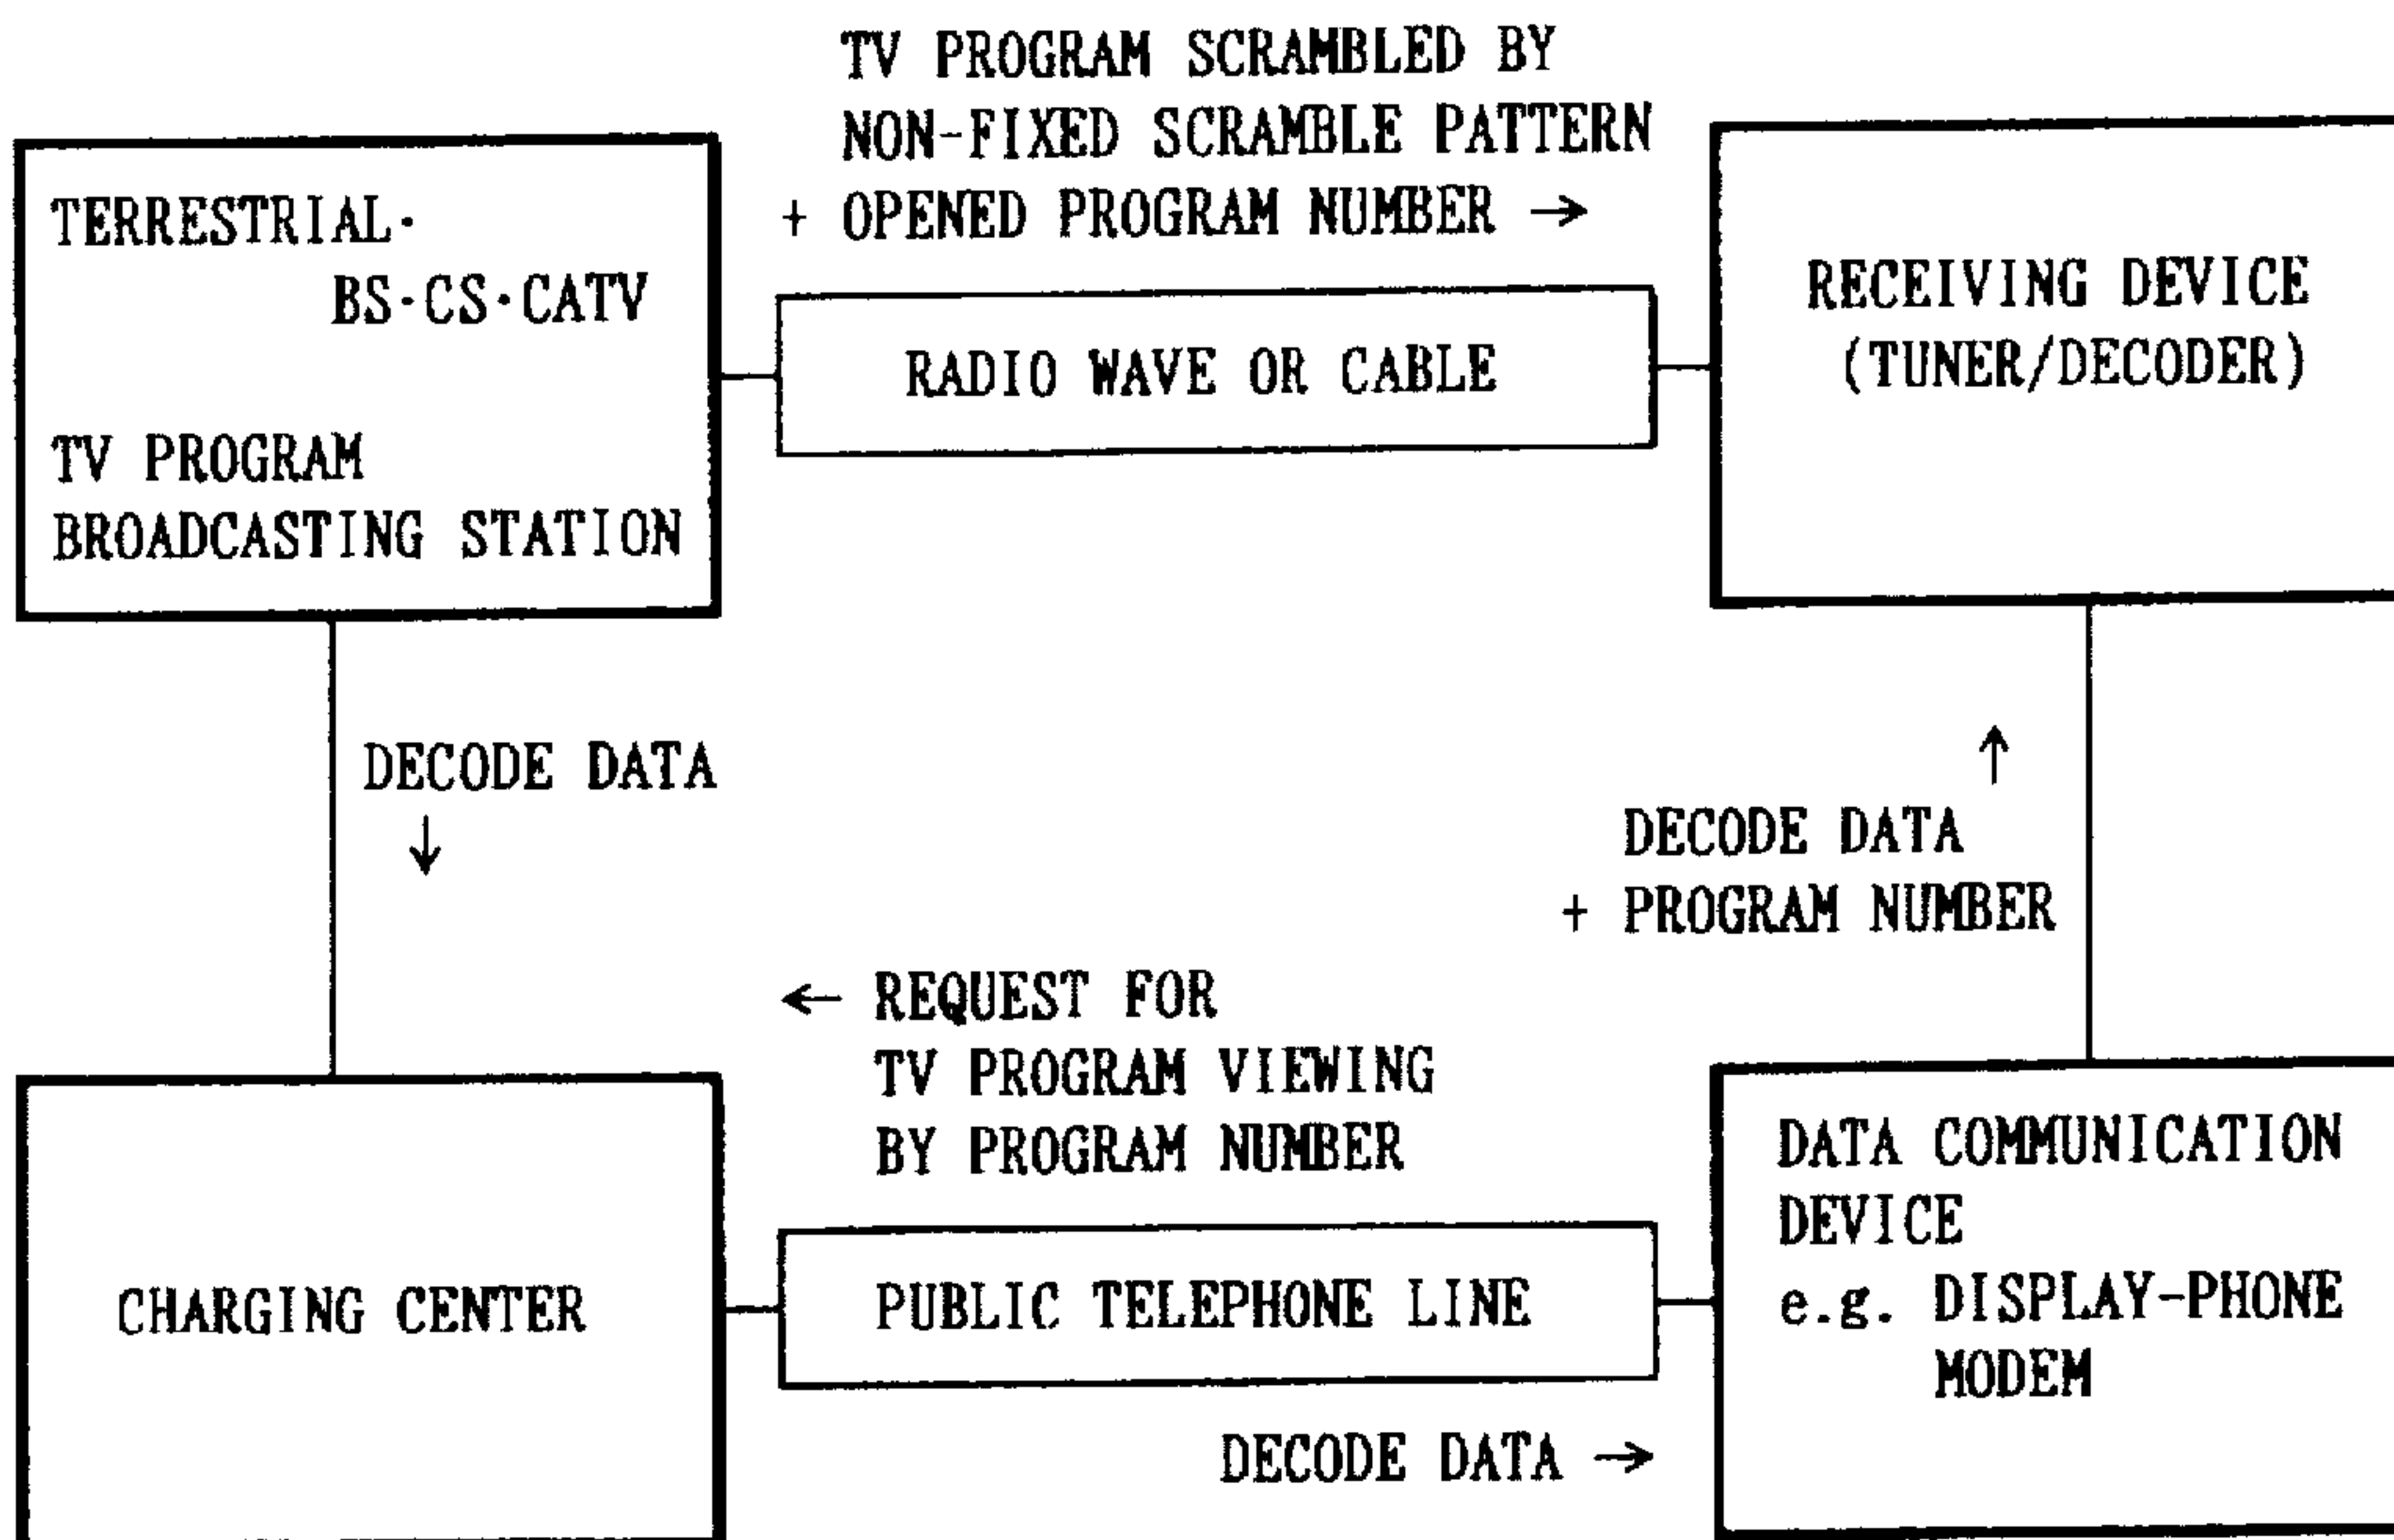 TV PROGRAM SCRAMBLED BY
NON-FIXED SCRAMBLE PATTERN
+ OPENED PROGRAM NUMBER →
TERRESTRIAL·
BS·CS·CATV
TV PROGRAM
BROADCASTING STATION
RADIO WAVE OR CABLE
RECEIVING DEVICE
(TUNER/DECODER)
DECODE DATA
↓
↑
DECODE DATA
+ PROGRAM NUMBER
← REQUEST FOR
TV PROGRAM VIEWING
BY PROGRAM NUMBER
CHARGING CENTER
PUBLIC TELEPHONE LINE
DECODE DATA →
DATA COMMUNICATION
DEVICE
e.g. DISPLAY-PHONE
MODEM